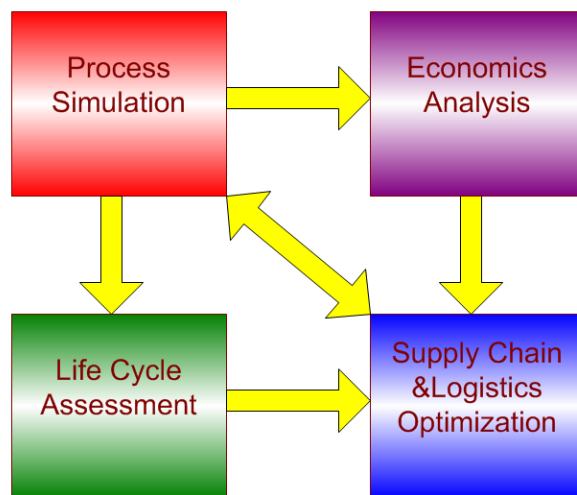 Process
Simulation
Economics
Analysis
Life Cycle
Assessment
Supply Chain
&Logistics
Optimization